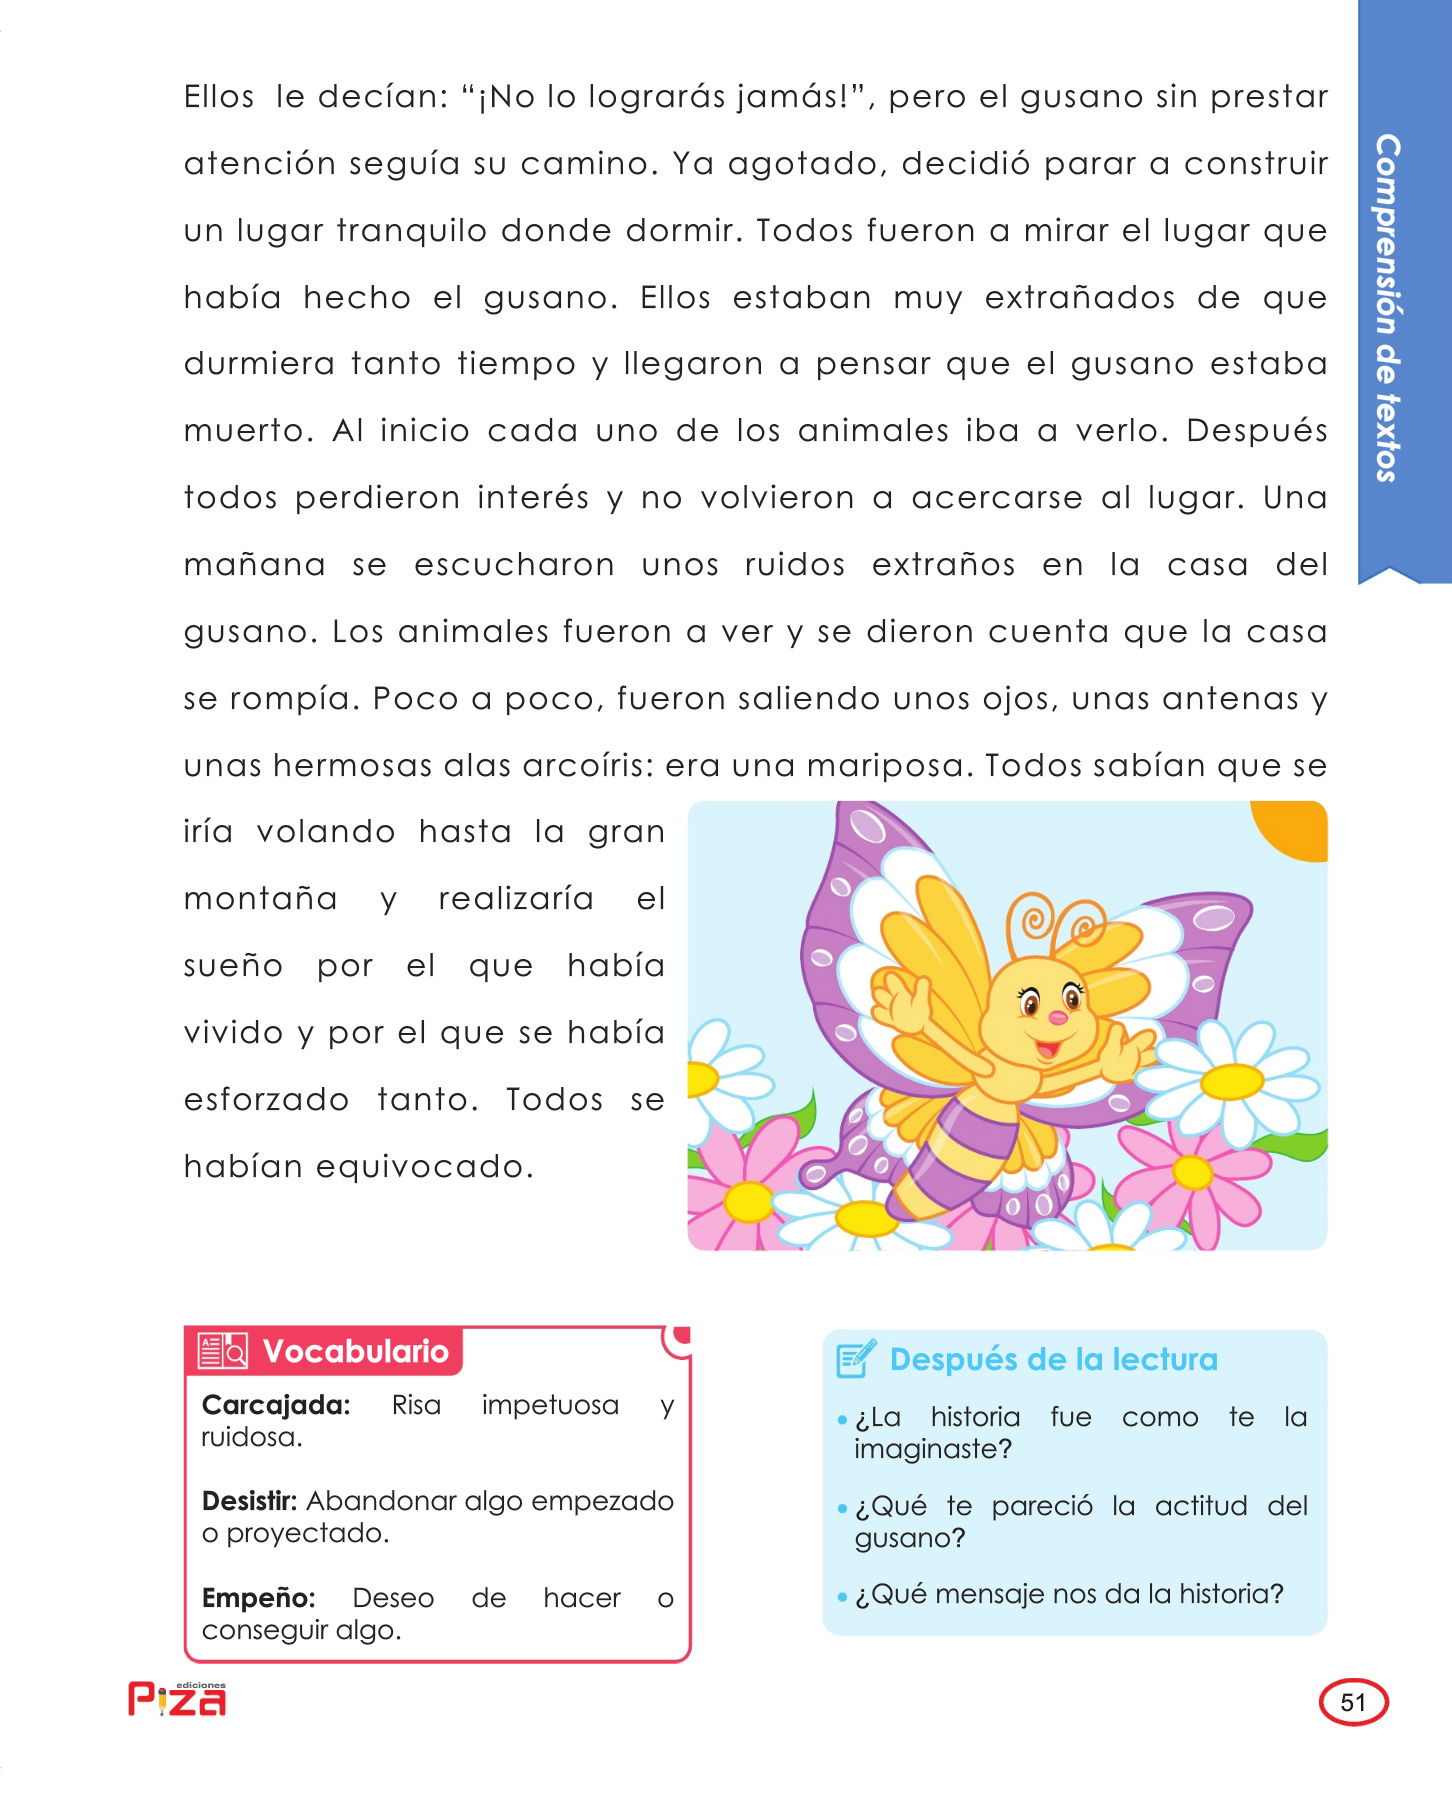 Ellos le decían: “¡No lo lograrás jamás!”, pero el gusano sin prestar
atención seguía su camino. Ya agotado, decidió parar a construir
un lugar tranquilo donde dormir. Todos fueron a mirar el lugar que
había hecho el gusano. Ellos estaban muy extrañados de que
durmiera tanto tiempo y llegaron a pensar que el gusano estaba
muerto. Al inicio cada uno de los animales iba a verlo. Después
todos perdieron interés y no volvieron a acercarse al lugar. Una
mañana se escucharon unos ruidos extraños en la casa del
gusano. Los animales fueron a ver y se dieron cuenta que la casa
se rompía. Poco a poco, fueron saliendo unos ojos, unas antenas y
unas hermosas alas arcoíris: era una mariposa. Todos sabían que se
iría volando hasta la gran
montaña y realizaría el
sueño por el que había
vivido y por el que se había
esforzado tanto. Todos se
habían equivocado.
Comprensión de textos
Vocabulario
Carcajada: Risa impetuosa y
ruidosa.
Desistir: Abandonar algo empezado
o proyectado.
Empeño: Deseo de hacer o
conseguir algo.
Después de la lectura
• ¿La historia fue como te la
imaginaste?
• ¿Qué te pareció la actitud del
gusano?
• ¿Qué mensaje nos da la historia?
ediciones
Piza
51